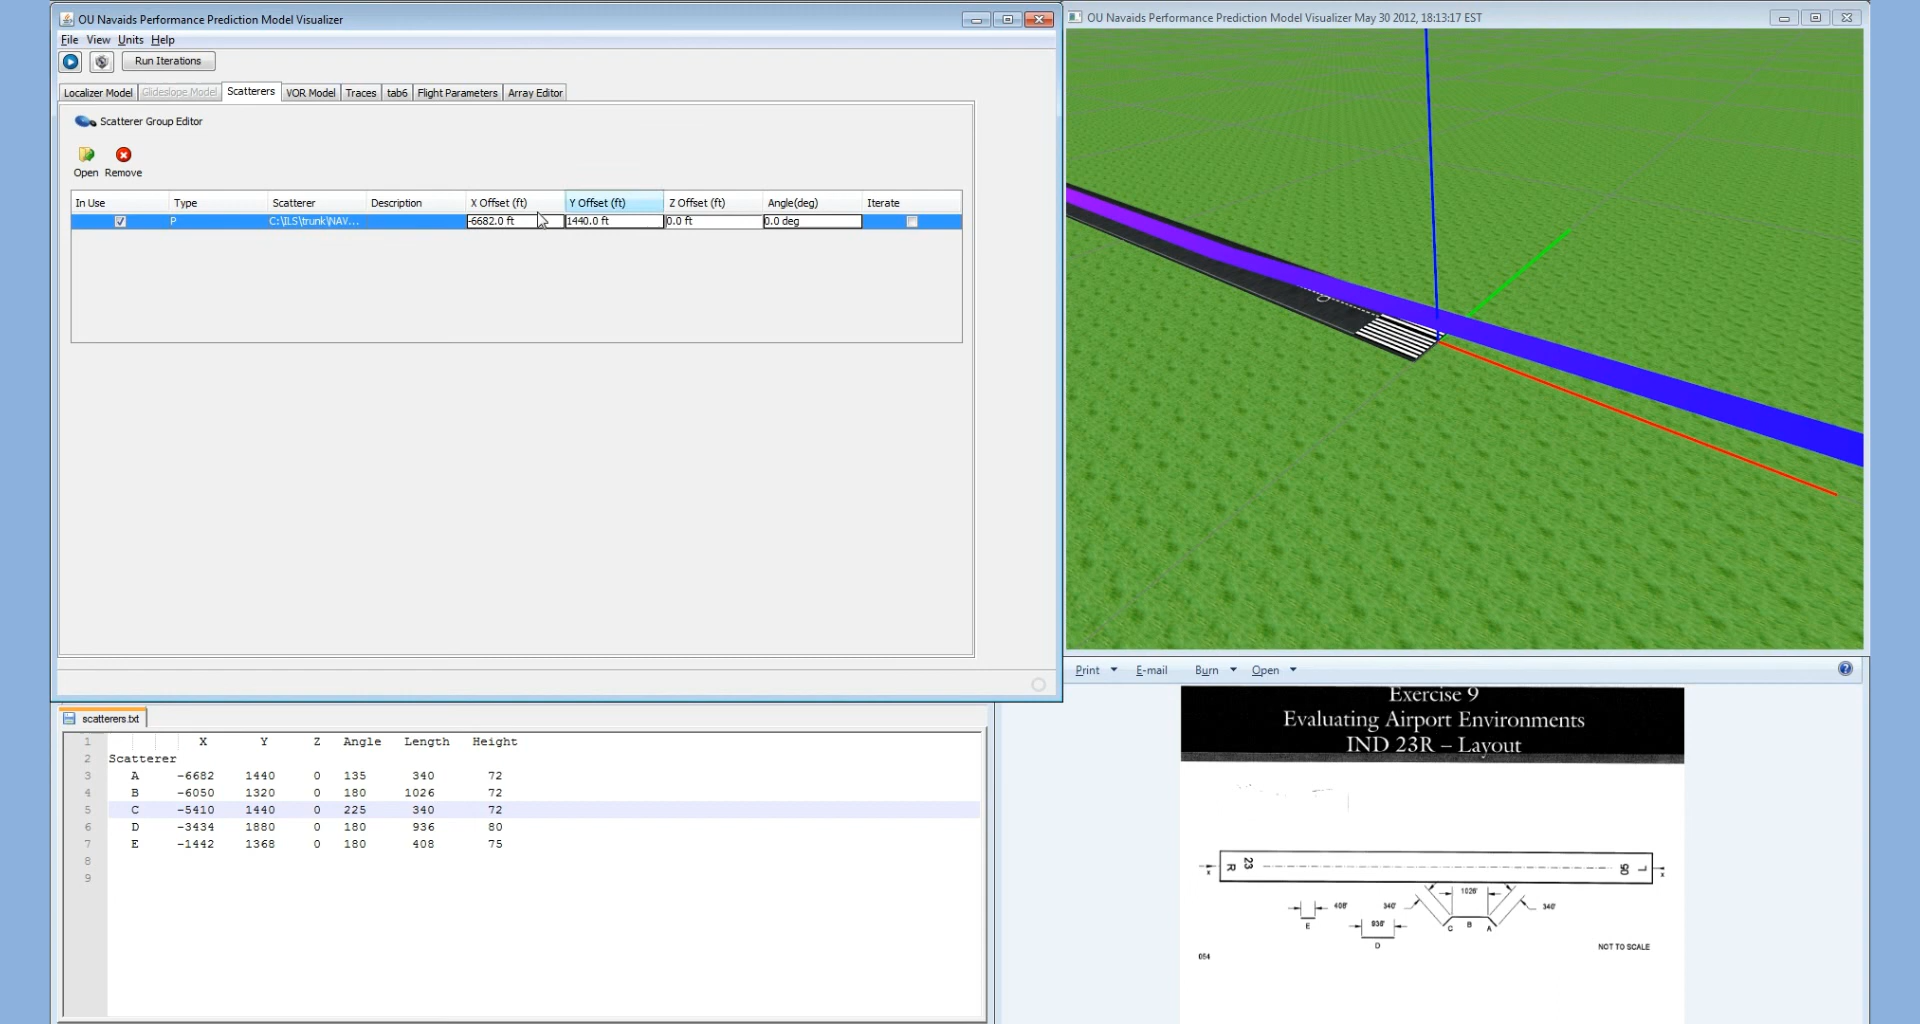 OU Navaids Performance Prediction Model Visualizer
File View Units Help
Run Iterations
Localizer Model Glideslope Model Scatterers VOR Model Traces tab6 Flight Parameters Array Editor
Scatterer Group Editor
Open Remove
In Use Type Scatterer Description X Offset (ft) Y Offset (ft) Z Offset (ft) Angle(deg) Iterate
P C:\ILS\trunk\NAV... -6682.0 ft 1440.0 ft 0.0 ft 0.0 deg
scatterers.txt
1 X Y Z Angle Length Height
2 Scatterer
3 A -6682 1440 0 135 340 72
4 B -6050 1320 0 180 1026 72
5 C -5410 1440 0 225 340 72
6 D -3434 1880 0 180 936 80
7 E -1442 1368 0 180 408 75
8
9
OU Navaids Performance Prediction Model Visualizer May 30 2012, 18:13:17 EST
Print E-mail Burn Open
Exercise 9
Evaluating Airport Environments
IND 23R – Layout
x R 23 05 L x
1026'
408' 340' 340'
E 936' C B A
D
NOT TO SCALE
054